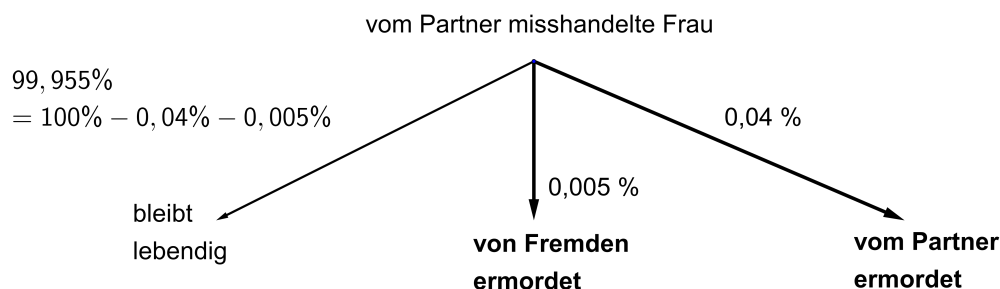 vom Partner misshandelte Frau
99, 955%
= 100% − 0, 04% − 0, 005%
0,04 %
0,005 %
bleibt
lebendig
von Fremden
ermordet
vom Partner
ermordet